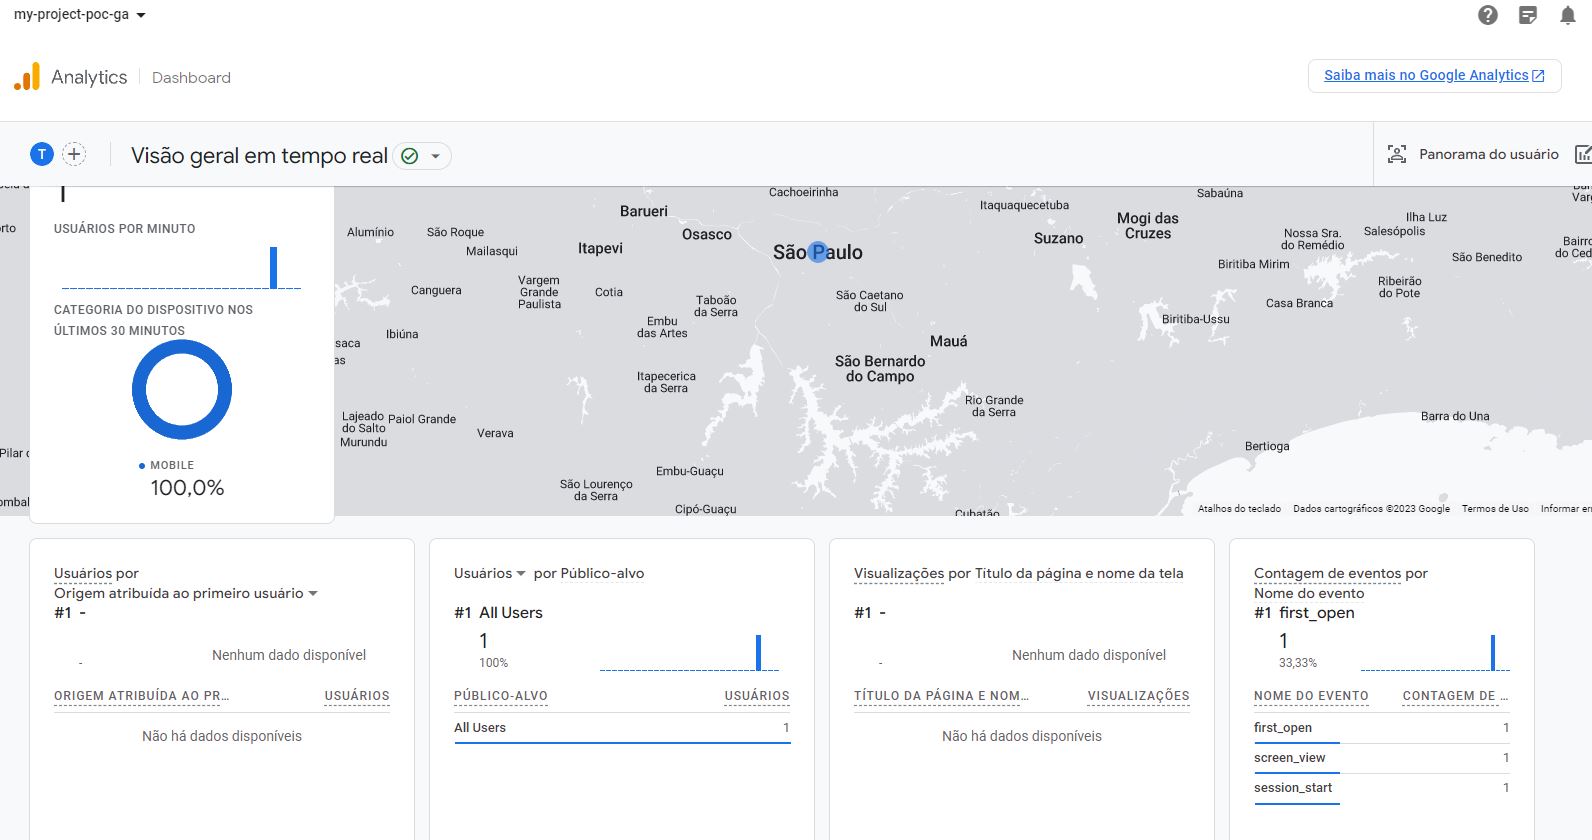 my-project-poc-ga
Analytics
Dashboard
Saiba mais no Google Analytics
T
Visão geral em tempo real
Panorama do usuário
1
USUÁRIOS POR MINUTO
CATEGORIA DO DISPOSITIVO NOS
ÚLTIMOS 30 MINUTOS
MOBILE
100,0%
Cachoeirinha
Sabaúna
Barueri
Itaquaquecetuba
Mogi das
Cruzes
Ilha Luz
Alumínio
São Roque
Osasco
Suzano
Nossa Sra.
do Remédio
Salesópolis
Mailasqui
Itapevi
São Paulo
São Benedito
Biritiba Mirim
Canguera
Vargem
Grande
Paulista
Cotia
Taboão
da Serra
São Caetano
do Sul
Ribeirão
do Pote
Casa Branca
Ibiúna
Embu
das Artes
Biritiba-Ussu
Mauá
São Bernardo
do Campo
Itapecerica
da Serra
Rio Grande
da Serra
Lajeado
do Salto
Paiol Grande
Murundu
Verava
Barra do Una
Bertioga
Embu-Guaçu
São Lourenço
da Serra
Cipó-Guaçu
Cubatão
Atalhos do teclado
Dados cartográficos ©2023 Google
Termos de Uso
Informar er
Usuários por
Origem atribuída ao primeiro usuário
#1 -
-
Nenhum dado disponível
ORIGEM ATRIBUÍDA AO PR…
USUÁRIOS
Não há dados disponíveis
Usuários por Público-alvo
#1 All Users
1
100%
PÚBLICO-ALVO
USUÁRIOS
All Users
1
Visualizações por Título da página e nome da tela
#1 -
-
Nenhum dado disponível
TÍTULO DA PÁGINA E NOM…
VISUALIZAÇÕES
Não há dados disponíveis
Contagem de eventos por
Nome do evento
#1 first_open
1
33,33%
NOME DO EVENTO
CONTAGEM DE …
first_open
1
screen_view
1
session_start
1